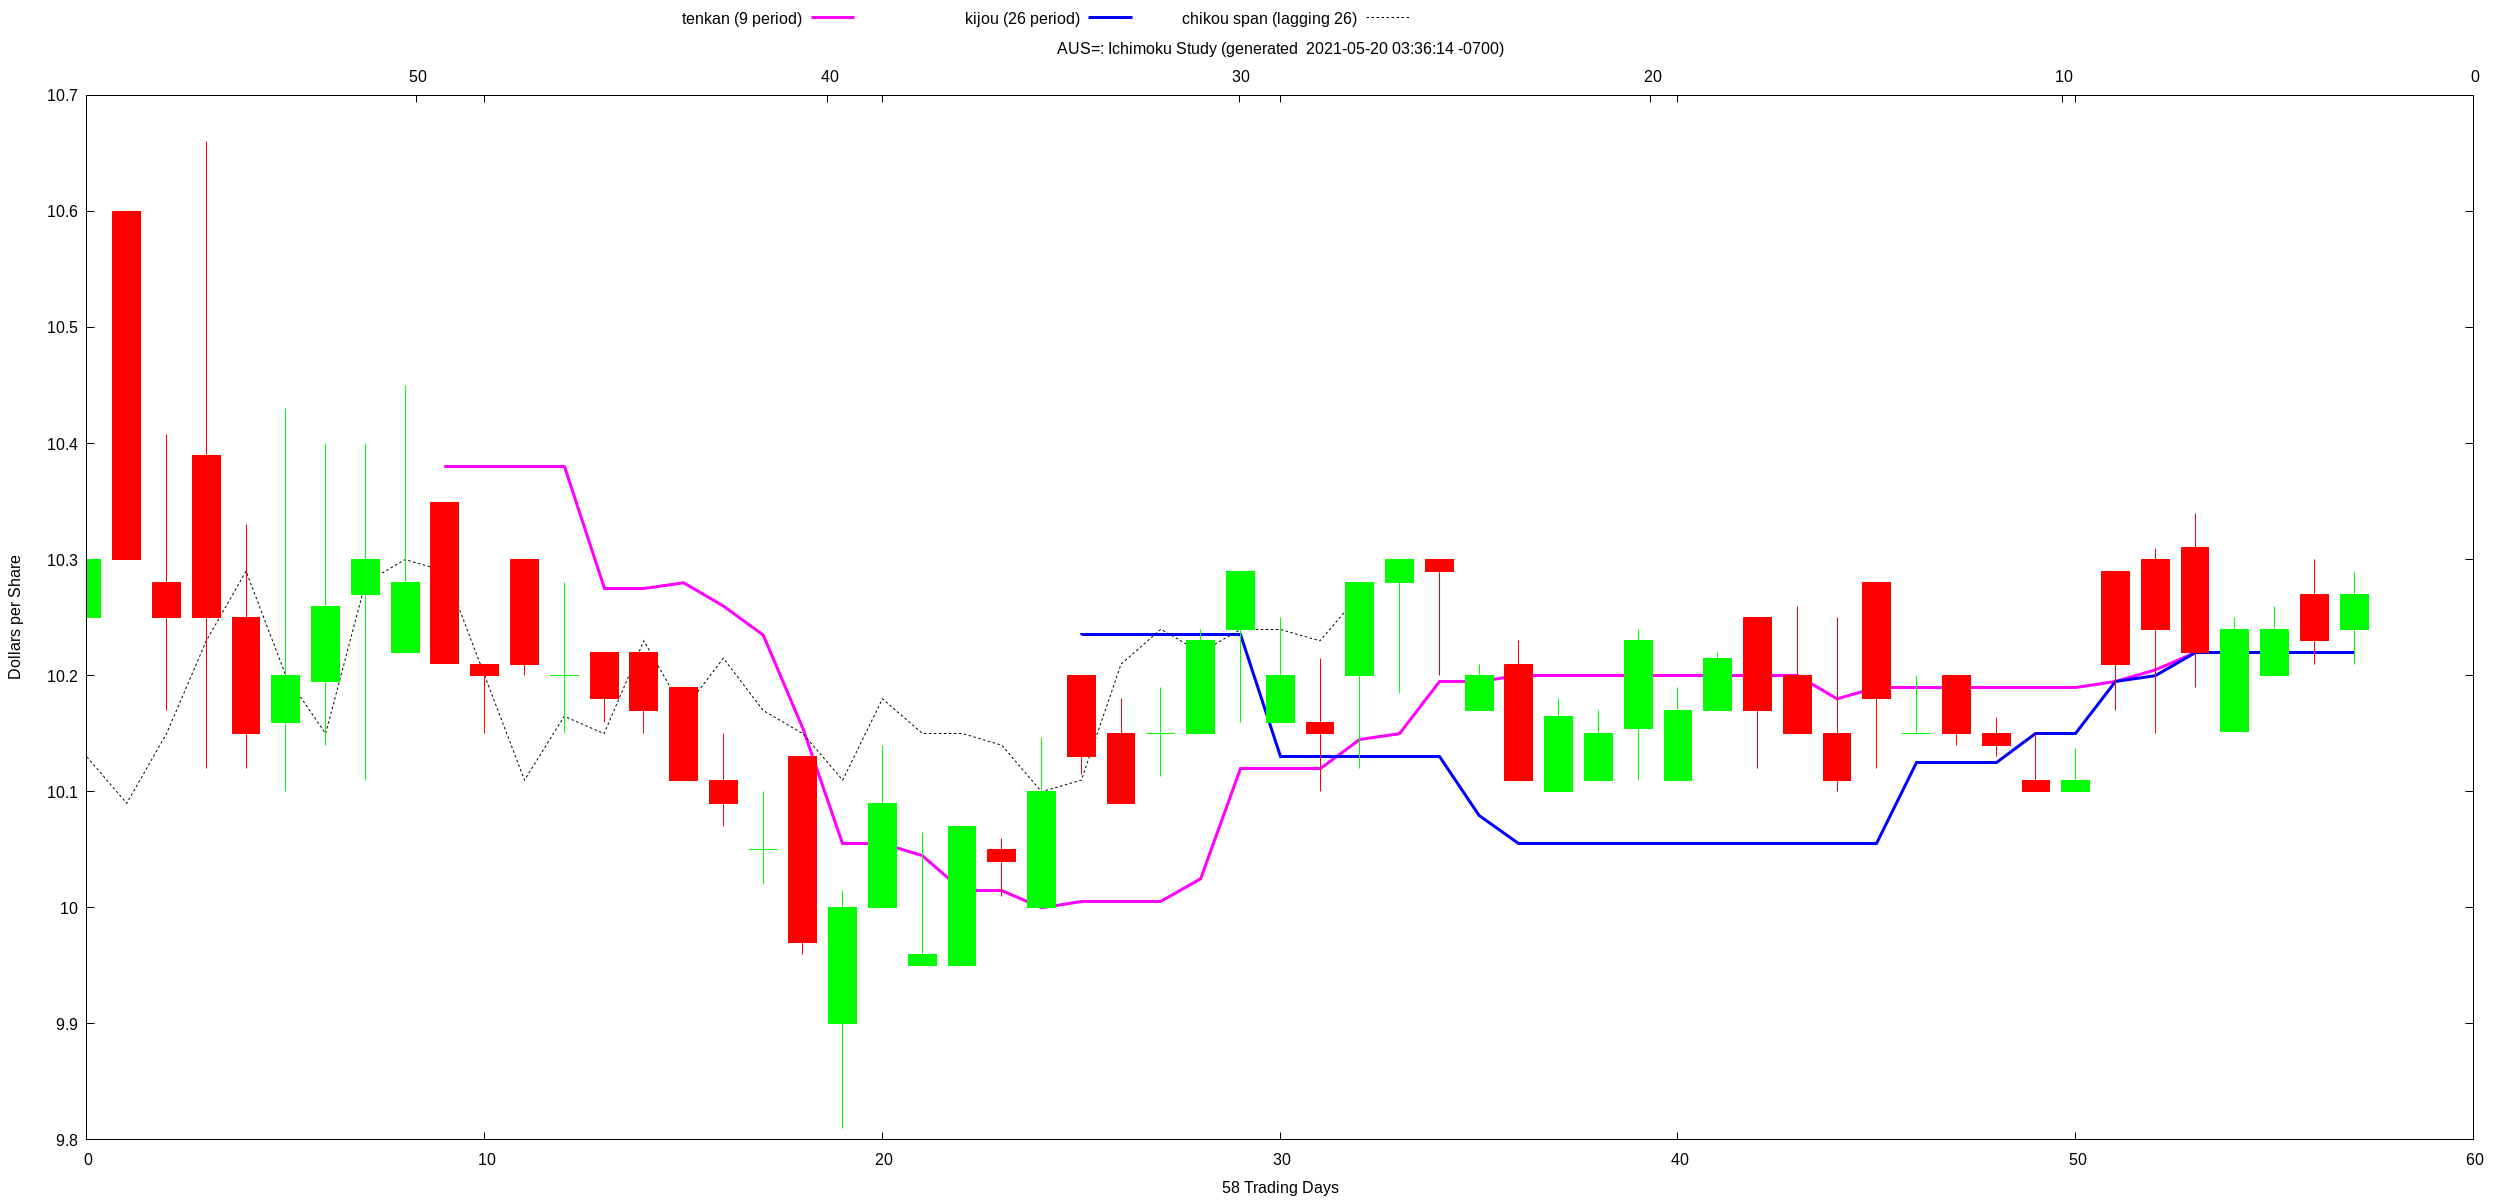 tenkan (9 period) kijou (26 period) chikou span (lagging 26)
AUS=: Ichimoku Study (generated  2021-05-20 03:36:14 -0700)
50 40 30 20 10 0
10.7
10.6
10.5
10.4
10.3
10.2
10.1
10
9.9
9.8
Dollars per Share
0 10 20 30 40 50 60
58 Trading Days